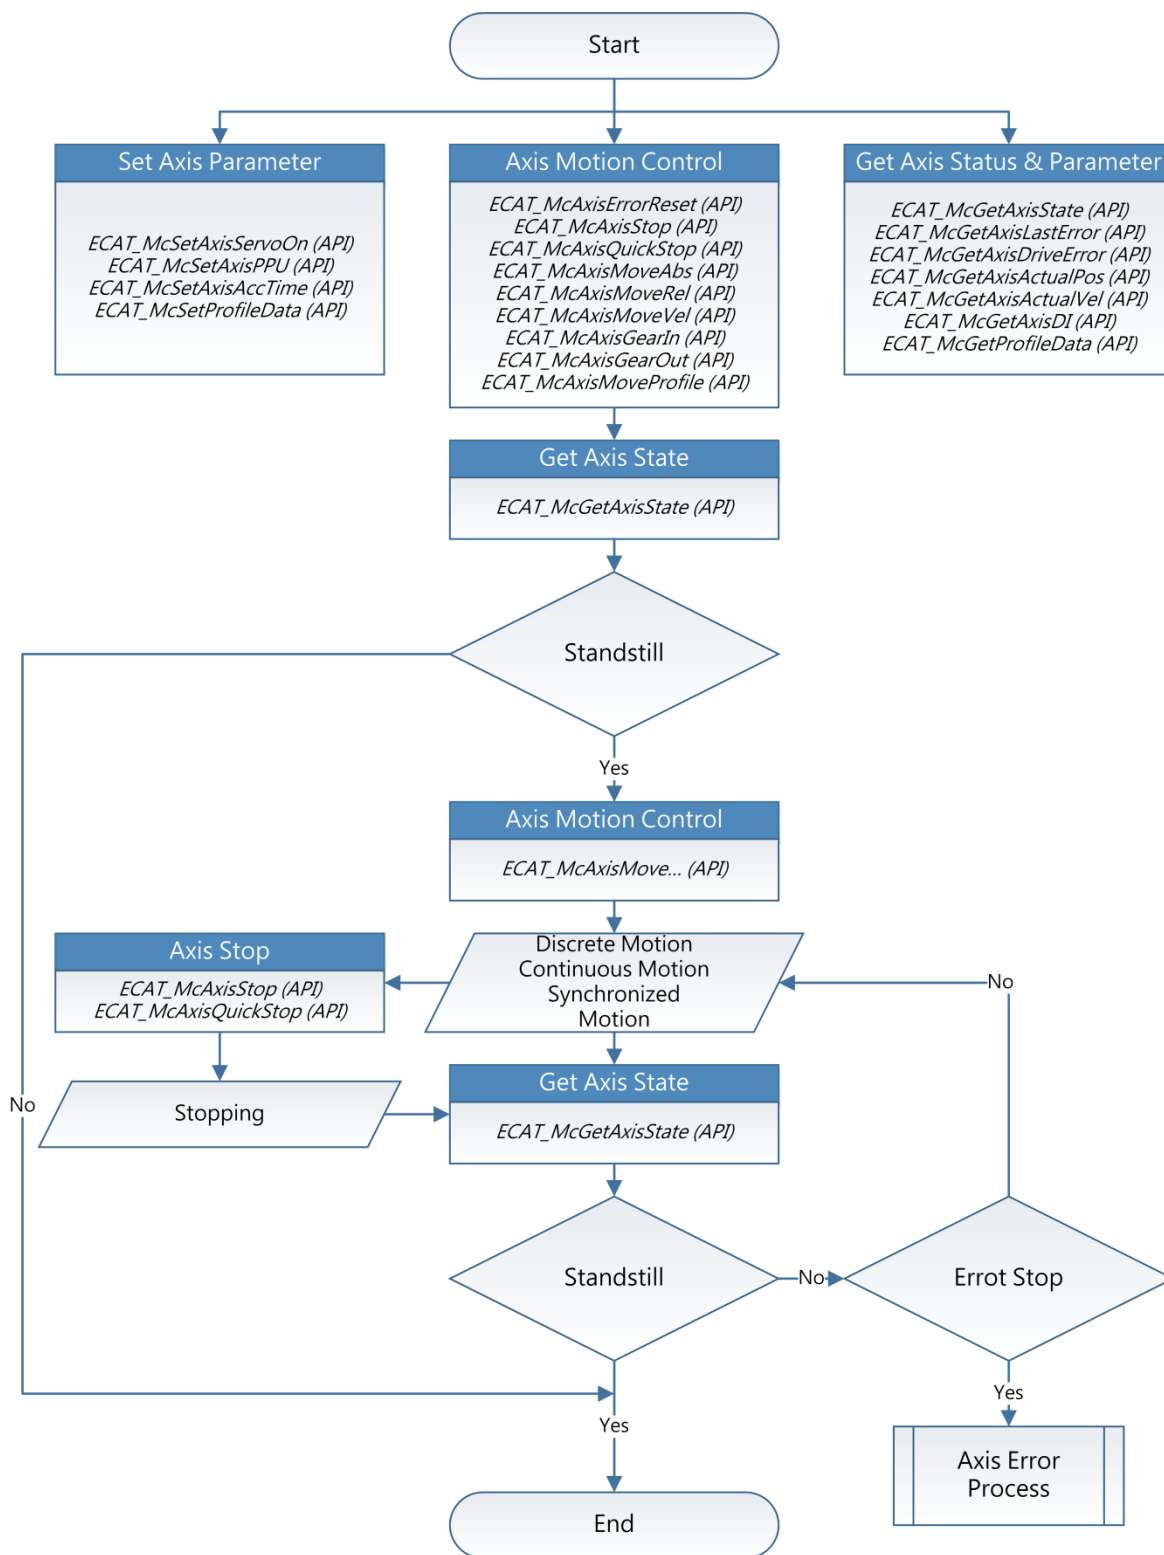 Start
Set Axis Parameter
ECAT_McSetAxisServoOn (API)
ECAT_McSetAxisPPU (API)
ECAT_McSetAxisAccTime (API)
ECAT_McSetProfileData (API)
Axis Motion Control
ECAT_McAxisErrorReset (API)
ECAT_McAxisStop (API)
ECAT_McAxisQuickStop (API)
ECAT_McAxisMoveAbs (API)
ECAT_McAxisMoveRel (API)
ECAT_McAxisMoveVel (API)
ECAT_McAxisGearIn (API)
ECAT_McAxisGearOut (API)
ECAT_McAxisMoveProfile (API)
Get Axis Status & Parameter
ECAT_McGetAxisState (API)
ECAT_McGetAxisLastError (API)
ECAT_McGetAxisDriveError (API)
ECAT_McGetAxisActualPos (API)
ECAT_McGetAxisActualVel (API)
ECAT_McGetAxisDI (API)
ECAT_McGetProfileData (API)
Get Axis State
ECAT_McGetAxisState (API)
Standstill
Yes
Axis Motion Control
ECAT_McAxisMove... (API)
Discrete Motion
Continuous Motion
Synchronized
Motion
Axis Stop
ECAT_McAxisStop (API)
ECAT_McAxisQuickStop (API)
No
Get Axis State
ECAT_McGetAxisState (API)
No
Stopping
Standstill
No
Errot Stop
Yes
Yes
Axis Error
Process
End